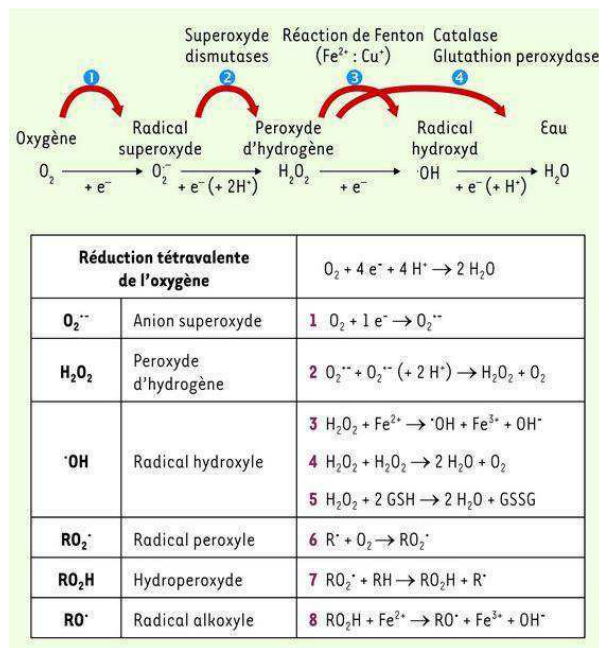 Superoxyde dismutases
Réaction de Fenton (Fe²⁺ : Cu⁺)
Catalase Glutathion peroxydase
1 2 3 4
Oxygène
Radical superoxyde
Peroxyde d'hydrogène
Radical hydroxyd
Eau
O₂ → O₂·⁻ → H₂O₂ → ·OH → H₂O
+ e⁻ + e⁻ (+ 2H⁺) + e⁻ + e⁻ (+ H⁺)
Réduction tétravalente de l'oxygène
O₂ + 4 e⁻ + 4 H⁺ → 2 H₂O
O₂·⁻ Anion superoxyde 1 O₂ + 1 e⁻ → O₂·⁻
H₂O₂ Peroxyde d'hydrogène 2 O₂·⁻ + O₂·⁻ (+ 2 H⁺) → H₂O₂ + O₂
·OH Radical hydroxyle
3 H₂O₂ + Fe²⁺ → ·OH + Fe³⁺ + OH⁻
4 H₂O₂ + H₂O₂ → 2 H₂O + O₂
5 H₂O₂ + 2 GSH → 2 H₂O + GSSG
RO₂· Radical peroxyle 6 R· + O₂ → RO₂·
RO₂H Hydroperoxyde 7 RO₂· + RH → RO₂H + R·
RO· Radical alkoxyle 8 RO₂H + Fe²⁺ → RO· + Fe³⁺ + OH⁻